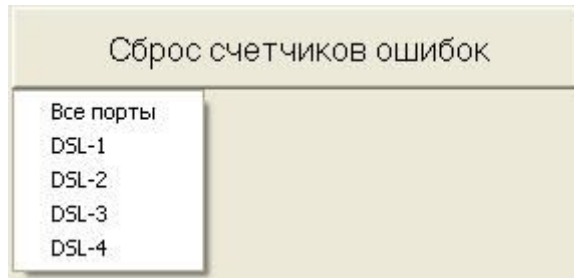 Сброс счетчиков ошибок
Все порты
DSL-1
DSL-2
DSL-3
DSL-4